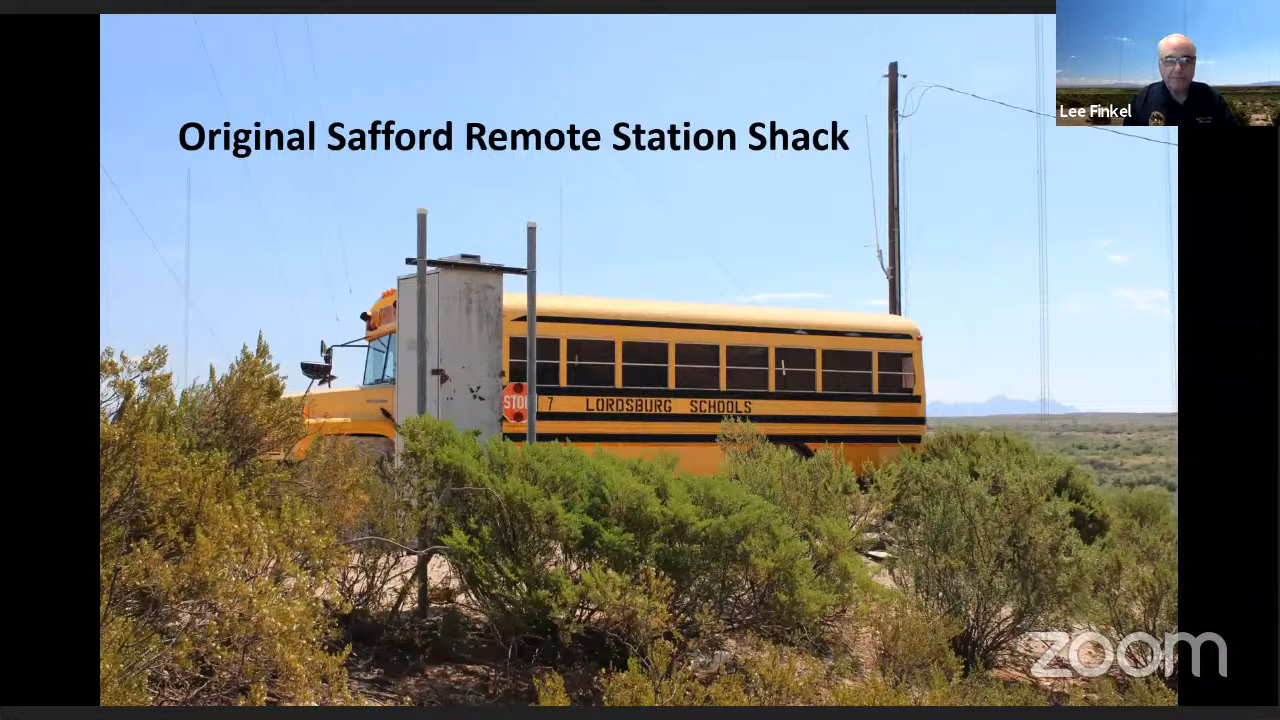 Original Safford Remote Station Shack
Lee Finkel
STOP
7 LORDSBURG SCHOOLS
zoom